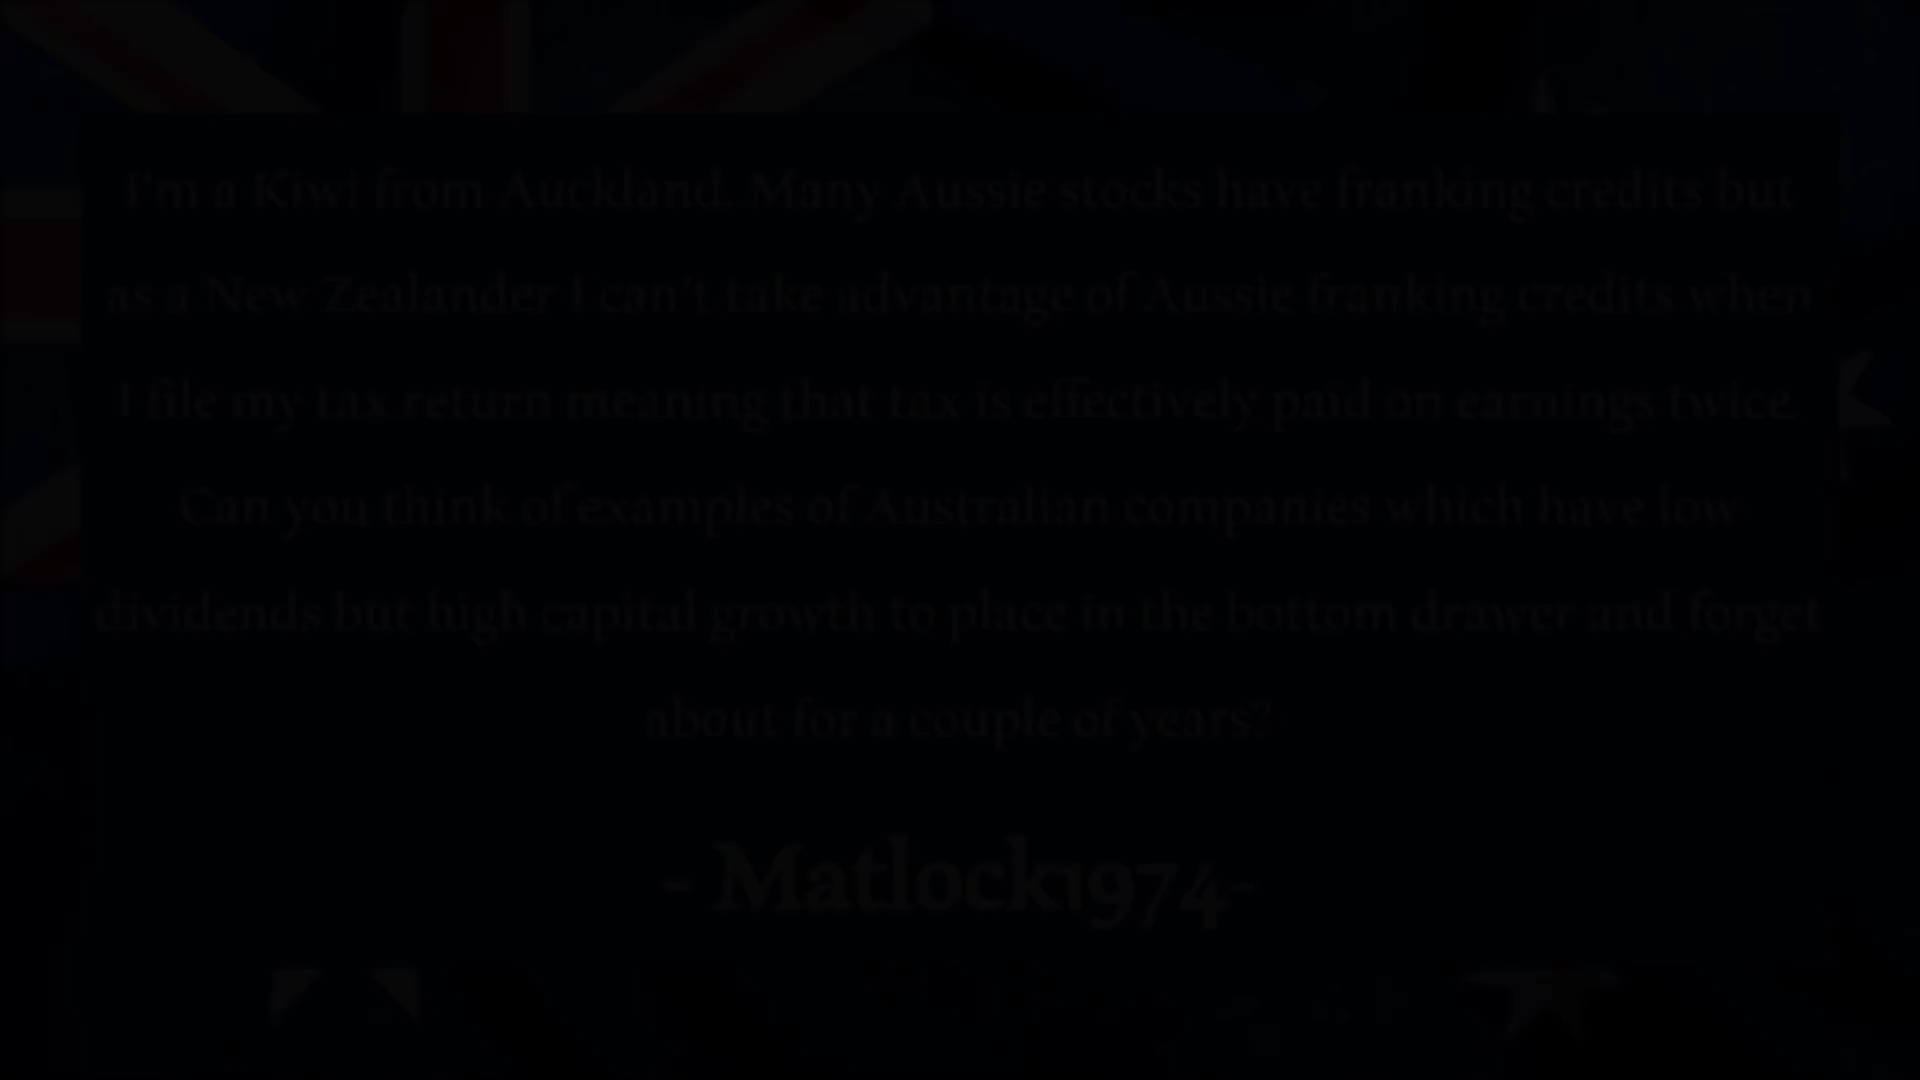 I'm a Kiwi from Auckland. Many Aussie stocks have franking credits but
as a New Zealander I can't take advantage of Aussie franking credits when
I file my tax return meaning that tax is effectively paid on earnings twice.
Can you think of examples of Australian companies which have low
dividends but high capital growth to place in the bottom drawer and forget
about for a couple of years?
- Matlock1974-